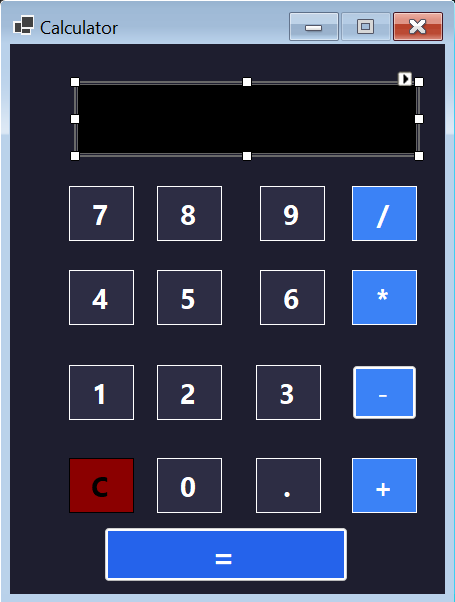 Calculator
7 8 9 /
4 5 6 *
1 2 3 -
C 0 . +
=